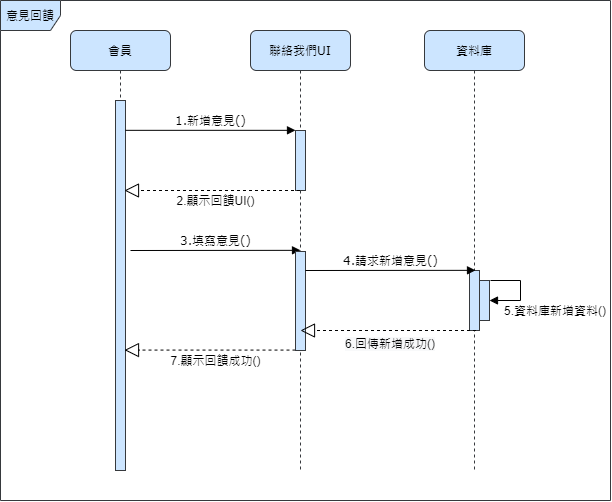 意見回饋
會員
聯絡我們UI
資料庫
1.新增意見()
2.顯示回饋UI()
3.填寫意見()
4.請求新增意見()
5.資料庫新增資料()
6.回傳新增成功()
7.顯示回饋成功()